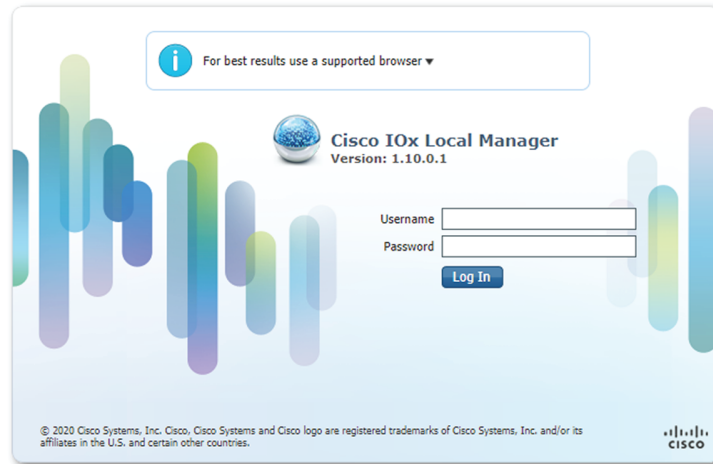 For best results use a supported browser ▼
Cisco IOx Local Manager
Version: 1.10.0.1
Username
Password
Log In
© 2020 Cisco Systems, Inc. Cisco, Cisco Systems and Cisco logo are registered trademarks of Cisco Systems, Inc. and/or its
affiliates in the U.S. and certain other countries.
CISCO